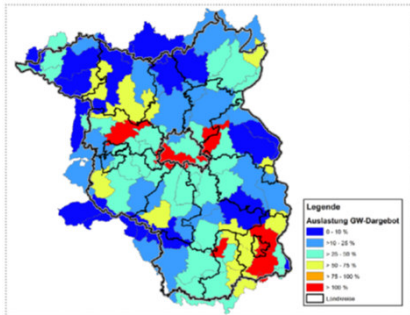 Legende
Auslastung GW-Dargebot
0 - 10 %
>10 - 25 %
> 25 - 50 %
> 50 - 75 %
> 75 - 100 %
> 100 %
Landkreise